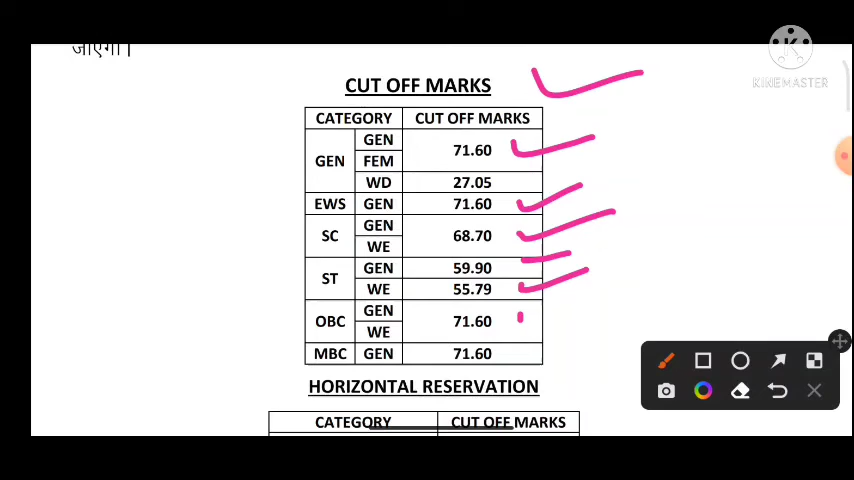 जाएगा।
KINEMASTER
CUT OFF MARKS
CATEGORY CUT OFF MARKS
GEN GEN 71.60
FEM
WD 27.05
EWS GEN 71.60
SC GEN 68.70
WE
ST GEN 59.90
WE 55.79
OBC GEN 71.60
WE
MBC GEN 71.60
HORIZONTAL RESERVATION
CATEGORY CUT OFF MARKS